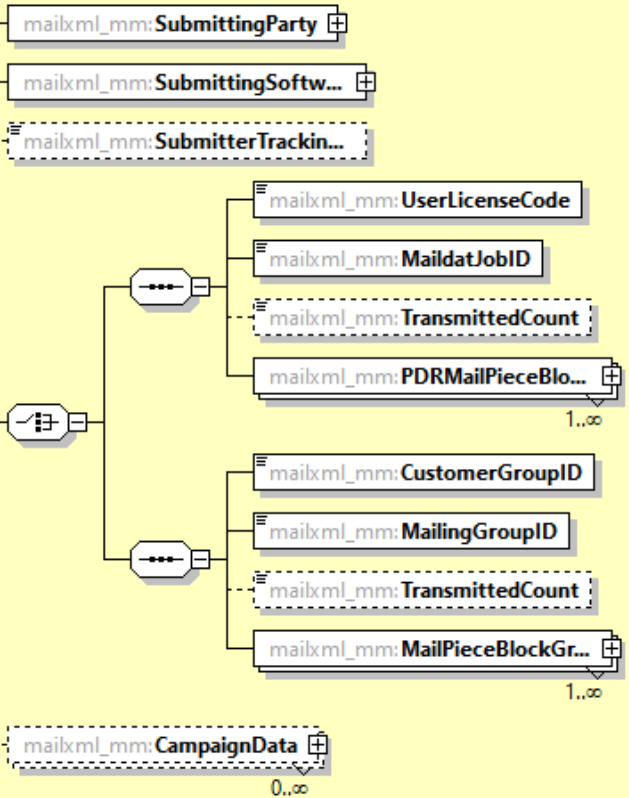 mailxml_mm:SubmittingParty
mailxml_mm:SubmittingSoftw...
mailxml_mm:SubmitterTrackin...
mailxml_mm:UserLicenseCode
mailxml_mm:MaildatJobID
mailxml_mm:TransmittedCount
mailxml_mm:PDRMailPieceBlo...
1..∞
mailxml_mm:CustomerGroupID
mailxml_mm:MailingGroupID
mailxml_mm:TransmittedCount
mailxml_mm:MailPieceBlockGr...
1..∞
mailxml_mm:CampaignData
0..∞